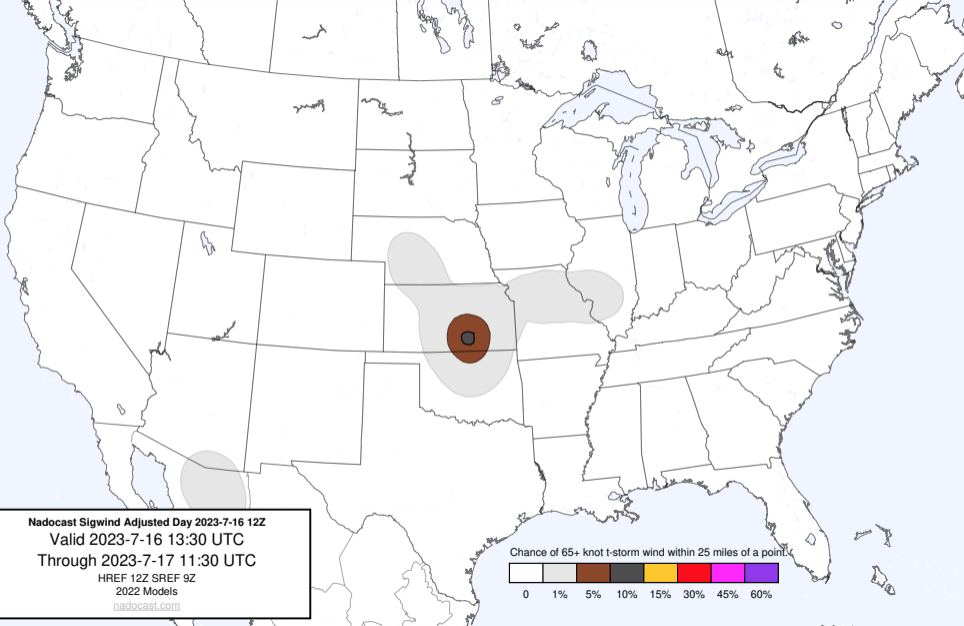 Chance of 65+ knot t-storm wind within 25 miles of a point.
0 1% 5% 10% 15% 30% 45% 60%
Nadocast Sigwind Adjusted Day 2023-7-16 12Z
Valid 2023-7-16 13:30 UTC
Through 2023-7-17 11:30 UTC
HREF 12Z SREF 9Z
2022 Models
nadocast.com